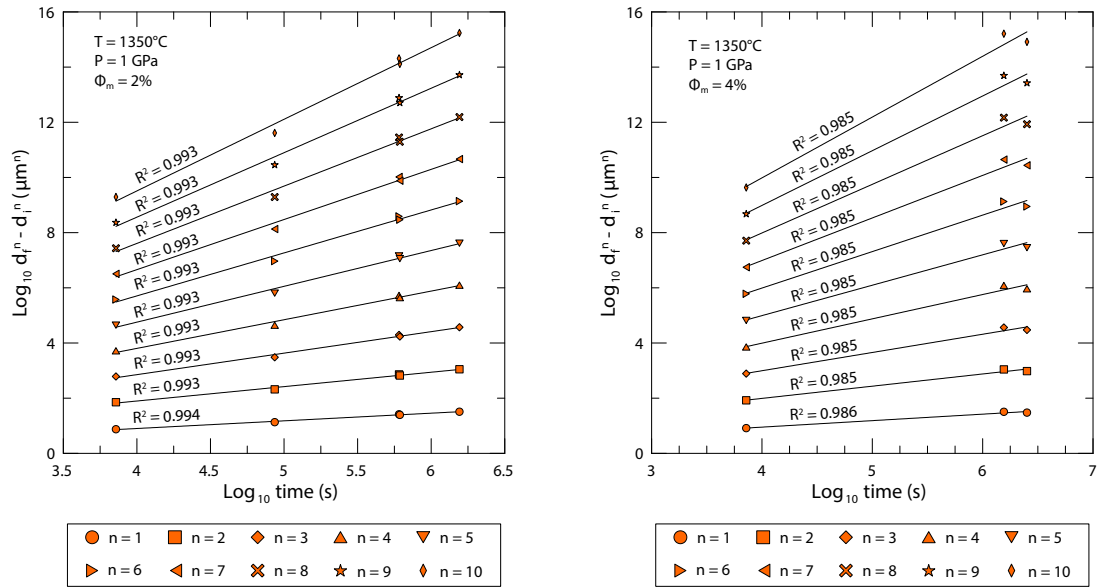 T = 1350°C
P = 1 GPa
Φm = 2%
R² = 0.993
R² = 0.993
R² = 0.993
R² = 0.993
R² = 0.993
R² = 0.993
R² = 0.993
R² = 0.993
R² = 0.993
R² = 0.994
16
12
8
4
0
Log₁₀ dfⁿ - diⁿ (µmⁿ)
3.5 4 4.5 5 5.5 6 6.5
Log₁₀ time (s)
n = 1 n = 2 n = 3 n = 4 n = 5
n = 6 n = 7 n = 8 n = 9 n = 10
T = 1350°C
P = 1 GPa
Φm = 4%
R² = 0.985
R² = 0.985
R² = 0.985
R² = 0.985
R² = 0.985
R² = 0.985
R² = 0.985
R² = 0.985
R² = 0.985
R² = 0.986
16
12
8
4
0
Log₁₀ dfⁿ - diⁿ (µmⁿ)
3 4 5 6 7
Log₁₀ time (s)
n = 1 n = 2 n = 3 n = 4 n = 5
n = 6 n = 7 n = 8 n = 9 n = 10